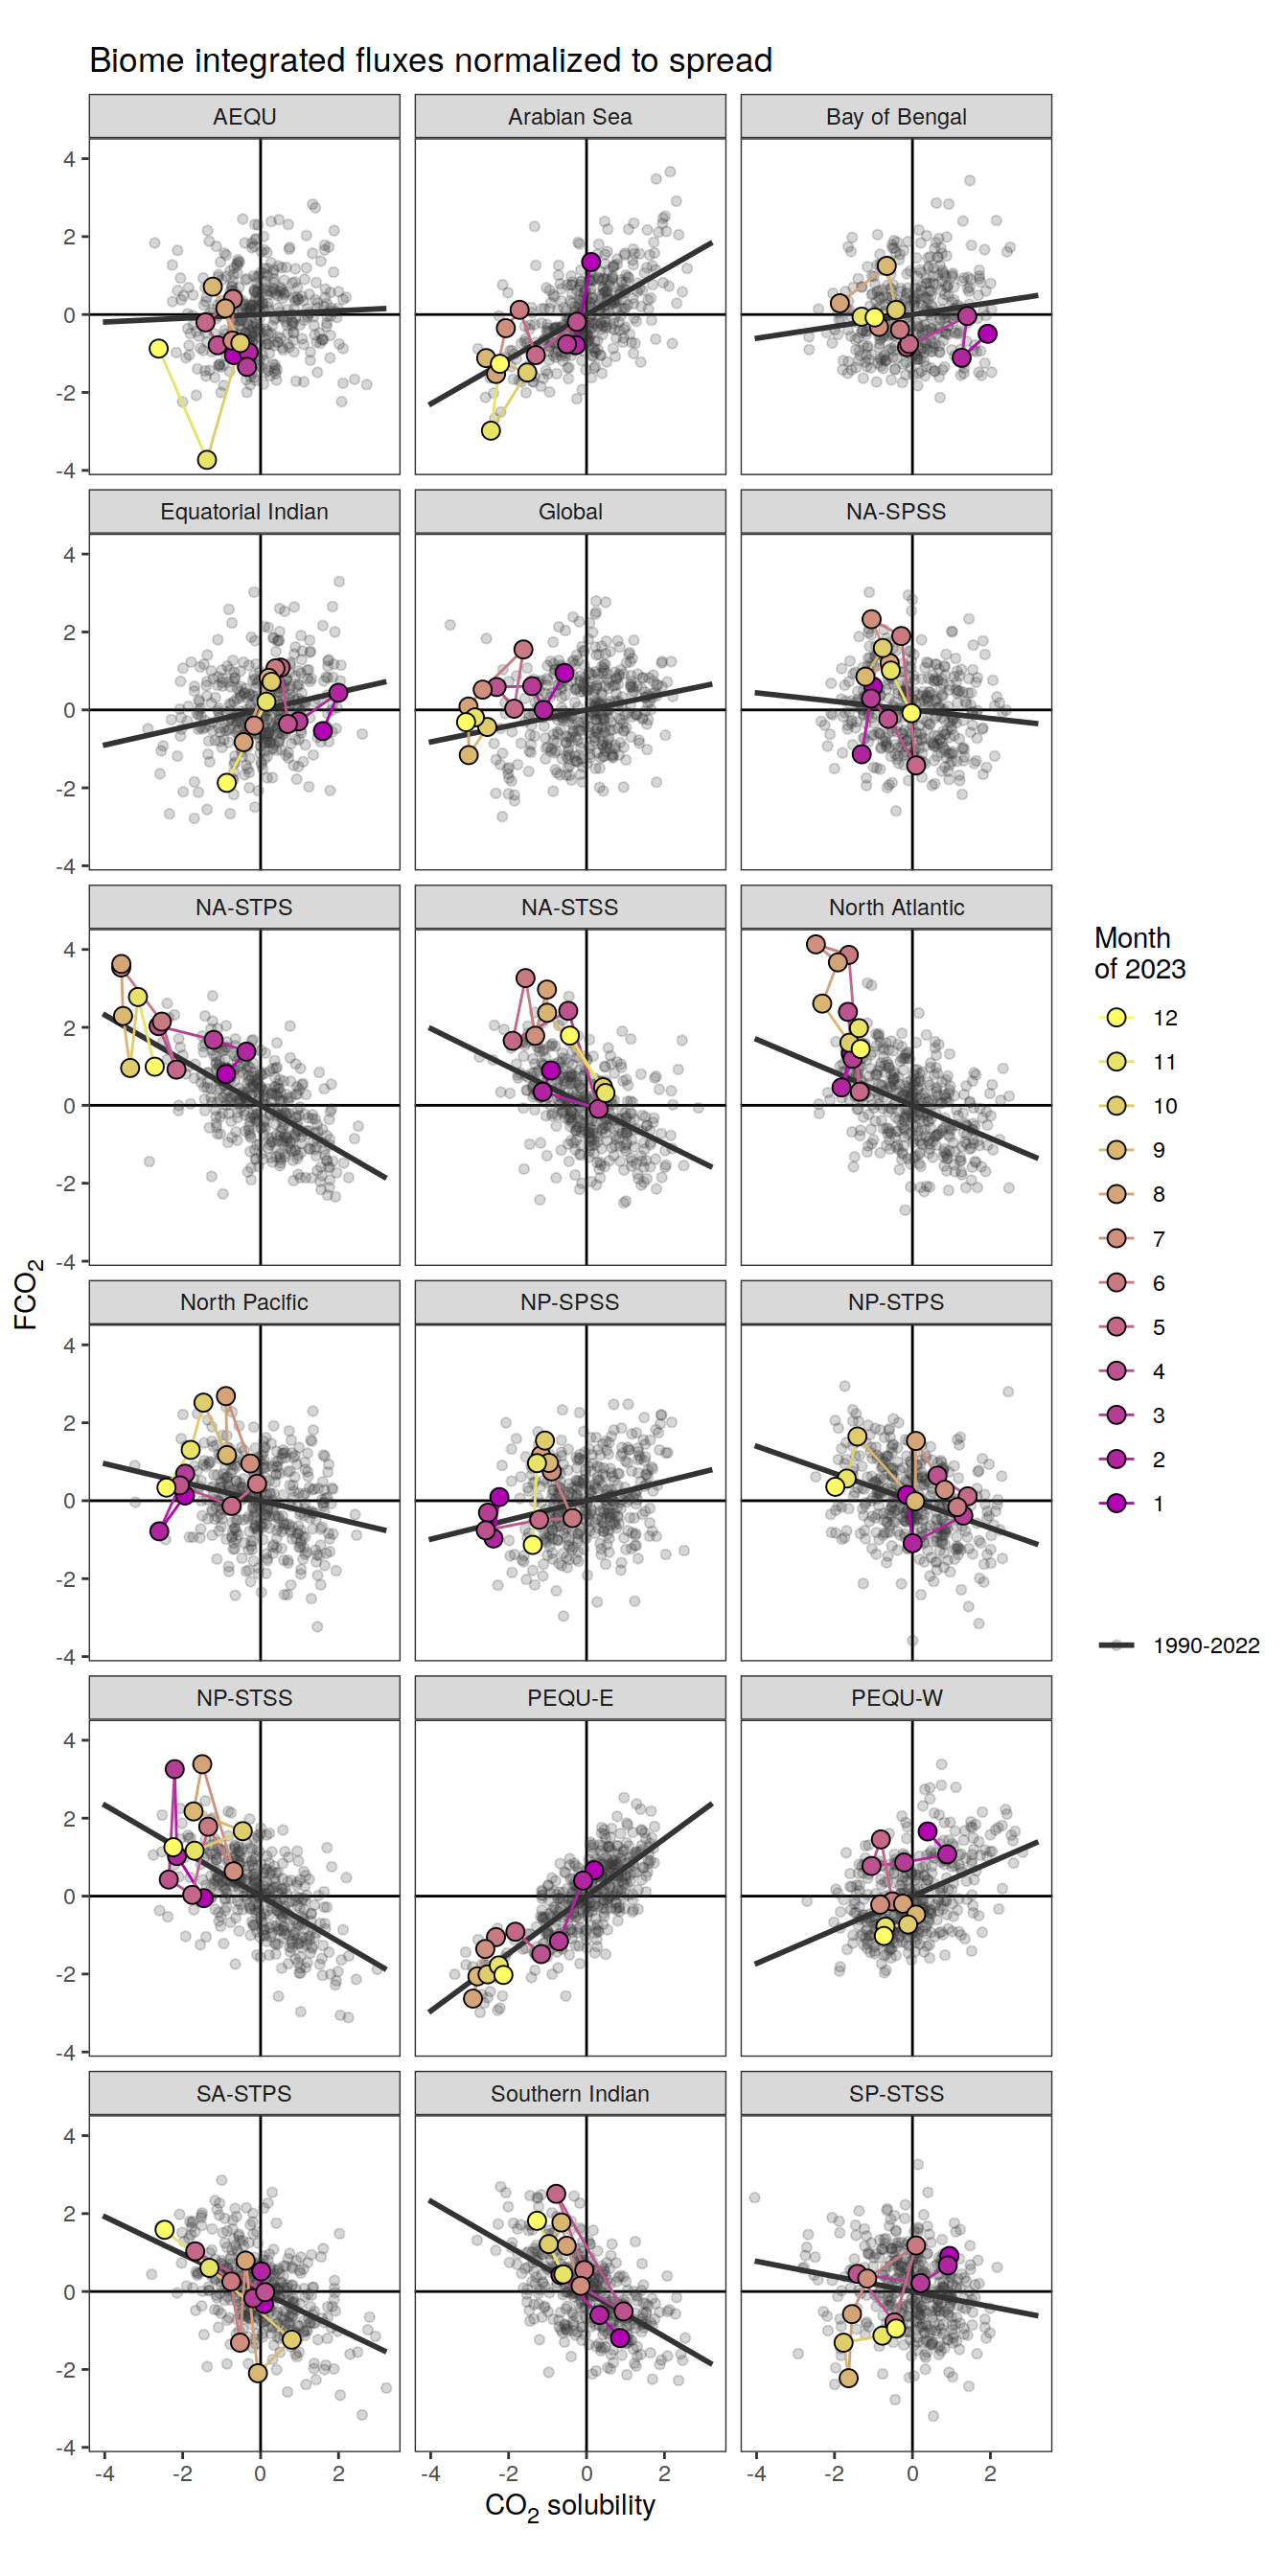 Biome integrated fluxes normalized to spread
AEQU
Arabian Sea
Bay of Bengal
4
2
0
-2
-4
Equatorial Indian
Global
NA-SPSS
4
2
0
-2
-4
NA-STPS
NA-STSS
North Atlantic
4
2
0
-2
-4
North Pacific
NP-SPSS
NP-STPS
4
2
0
-2
-4
NP-STSS
PEQU-E
PEQU-W
4
2
0
-2
-4
SA-STPS
Southern Indian
SP-STSS
4
2
0
-2
-4
-4 -2 0 2
-4 -2 0 2
-4 -2 0 2
CO2 solubility
FCO2
Month
of 2023
12
11
10
9
8
7
6
5
4
3
2
1
1990-2022